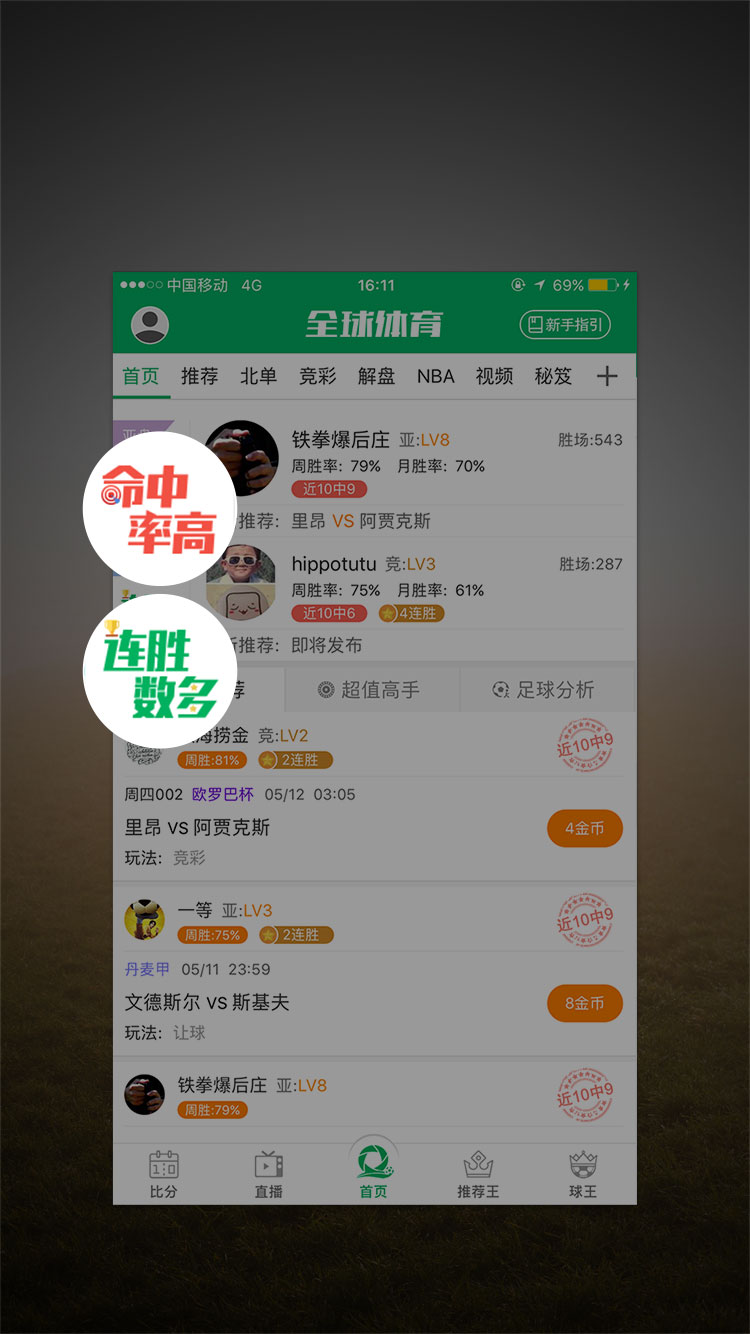 中国移动 4G 16:11 69%
全球体育 新手指引
首页 推荐 北单 竞彩 解盘 NBA 视频 秘笈
铁拳爆后庄 亚:LV8 胜场:543
周胜率: 79% 月胜率: 70%
近10中9
命中
率高
推荐: 里昂 VS 阿贾克斯
hippotutu 竞:LV3 胜场:287
周胜率: 75% 月胜率: 61%
近10中6 4连胜
推荐: 即将发布
连胜
数多
荐 超值高手 足球分析
海捞金 竞:LV2
周胜:81% 2连胜
近10中9
周四002 欧罗巴杯 05/12 03:05
里昂 VS 阿贾克斯
4金币
玩法: 竞彩
一等 亚:LV3
周胜:75% 2连胜
近10中9
丹麦甲 05/11 23:59
文德斯尔 VS 斯基夫
8金币
玩法: 让球
铁拳爆后庄 亚:LV8
周胜:79%
近10中9
比分 直播 首页 推荐王 球王